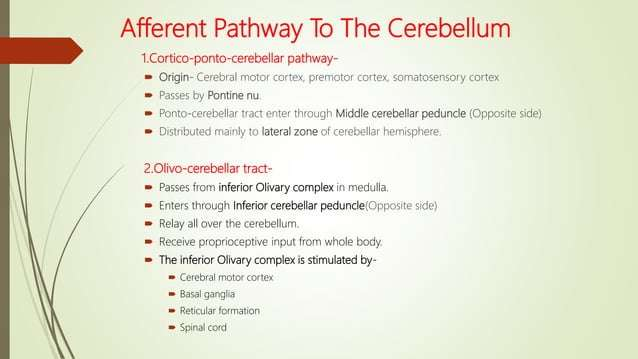 Afferent Pathway To The Cerebellum
1.Cortico-ponto-cerebellar pathway-
Origin- Cerebral motor cortex, premotor cortex, somatosensory cortex
Passes by Pontine nu.
Ponto-cerebellar tract enter through Middle cerebellar peduncle (Opposite side)
Distributed mainly to lateral zone of cerebellar hemisphere.
2.Olivo-cerebellar tract-
Passes from inferior Olivary complex in medulla.
Enters through Inferior cerebellar peduncle(Opposite side)
Relay all over the cerebellum.
Receive proprioceptive input from whole body.
The inferior Olivary complex is stimulated by-
Cerebral motor cortex
Basal ganglia
Reticular formation
Spinal cord